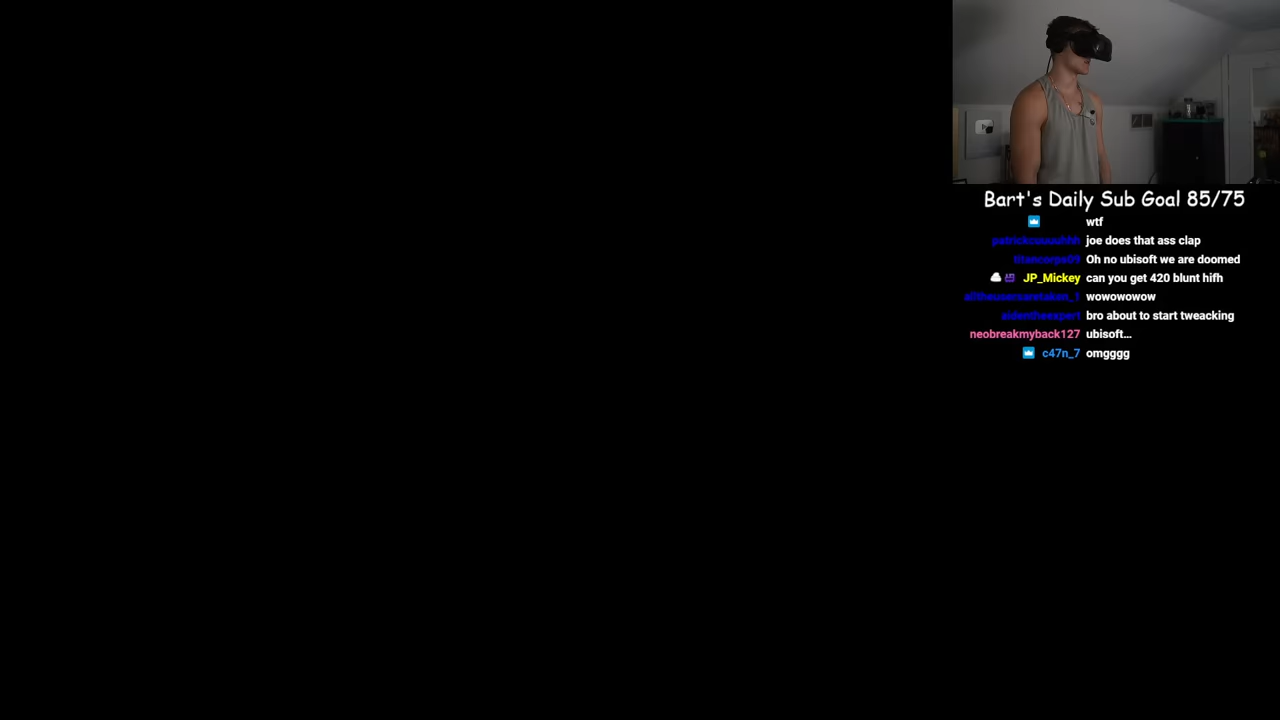 Bart's Daily Sub Goal 85/75
wtf
joe does that ass clap
Oh no ubisoft we are doomed
JP_Mickey can you get 420 blunt hifh
wowowowow
aidentheexpert bro about to start tweacking
neobreakmyback127 ubisoft...
c47n_7 omgggg